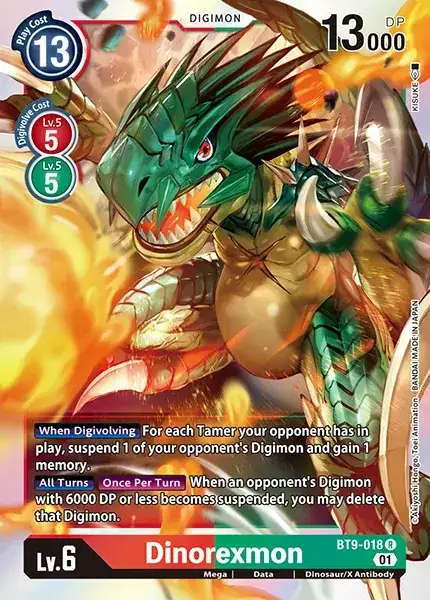 DIGIMON
Play Cost
13
DP
13000
Digivolve Cost
Lv.5
5
Lv.5
5
KISUKE
©Akiyoshi Hongo, Toei Animation BANDAI MADE IN JAPAN
When Digivolving For each Tamer your opponent has in
play, suspend 1 of your opponent's Digimon and gain 1
memory.
All Turns Once Per Turn When an opponent's Digimon
with 6000 DP or less becomes suspended, you may delete
that Digimon.
Lv.6
Dinorexmon
BT9-018 R
01
Mega | Data | Dinosaur/X Antibody